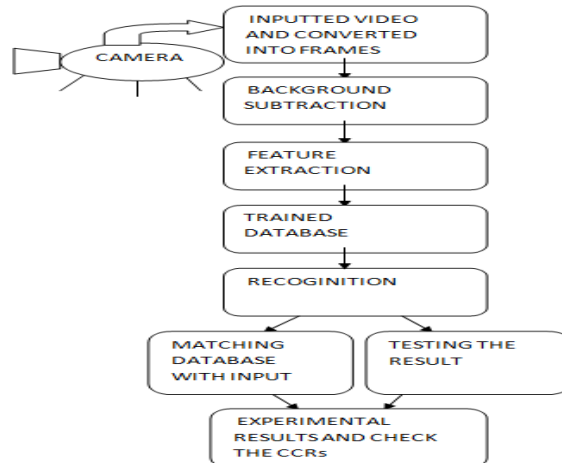 INPUTTED VIDEO
AND CONVERTED
INTO FRAMES
CAMERA
BACKGROUND
SUBTRACTION
FEATURE
EXTRACTION
TRAINED
DATABASE
RECOGINITION
MATCHING
DATABASE
WITH INPUT
TESTING THE
RESULT
EXPERIMENTAL
RESULTS AND CHECK
THE CCRs